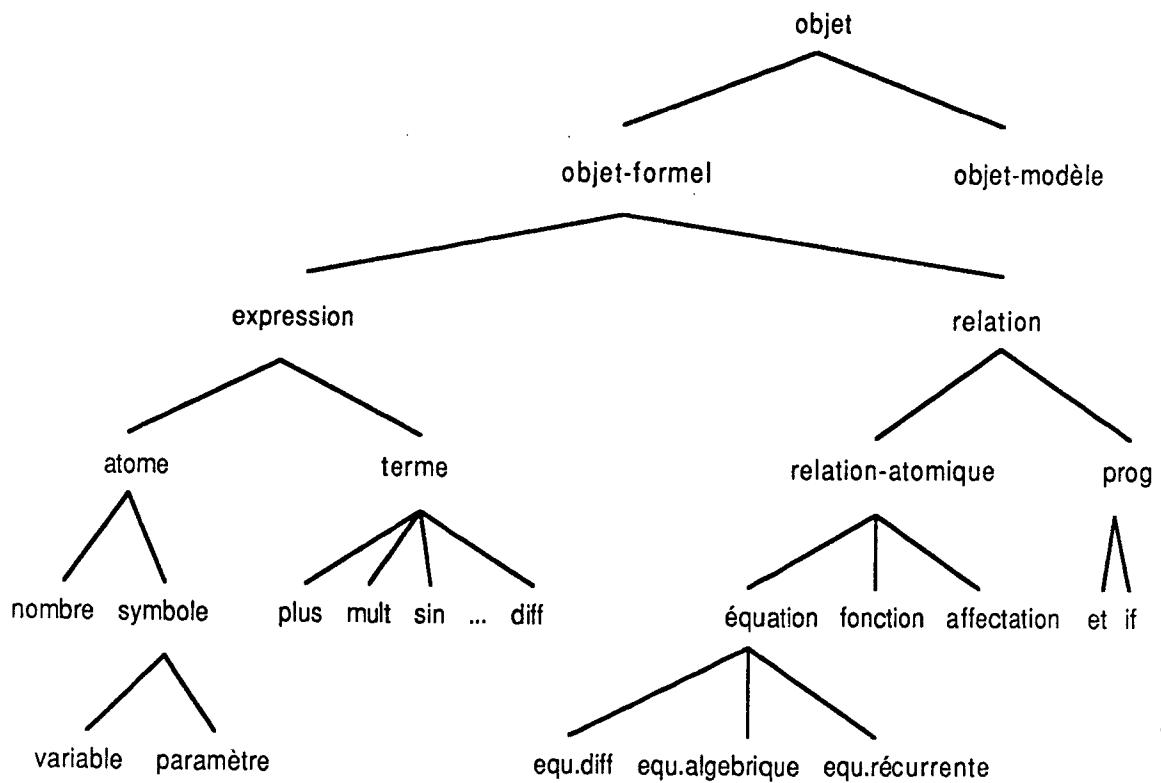 objet
objet-formel objet-modèle
expression relation
atome terme relation-atomique prog
nombre symbole plus mult sin ... diff équation fonction affectation et if
variable paramètre equ.diff equ.algebrique equ.récurrente